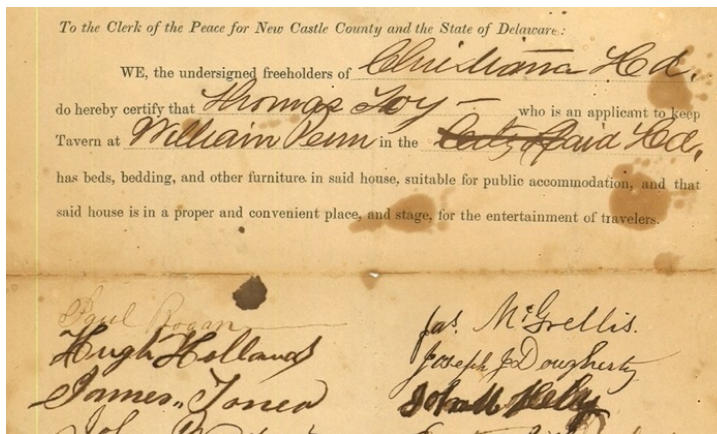 To the Clerk of the Peace for New Castle County and the State of Delaware:
WE, the undersigned freeholders of Christiana Hd.
do hereby certify that Thomas Toy — who is an applicant to keep
Tavern at William Penn in the said Hd,
has beds, bedding, and other furniture in said house, suitable for public accommodation, and that
said house is in a proper and convenient place, and stage, for the entertainment of travelers.
Paul Rogan
Jas. McGrellis.
Hugh Holland
Joseph J Dougherty
James Jones
John Kely